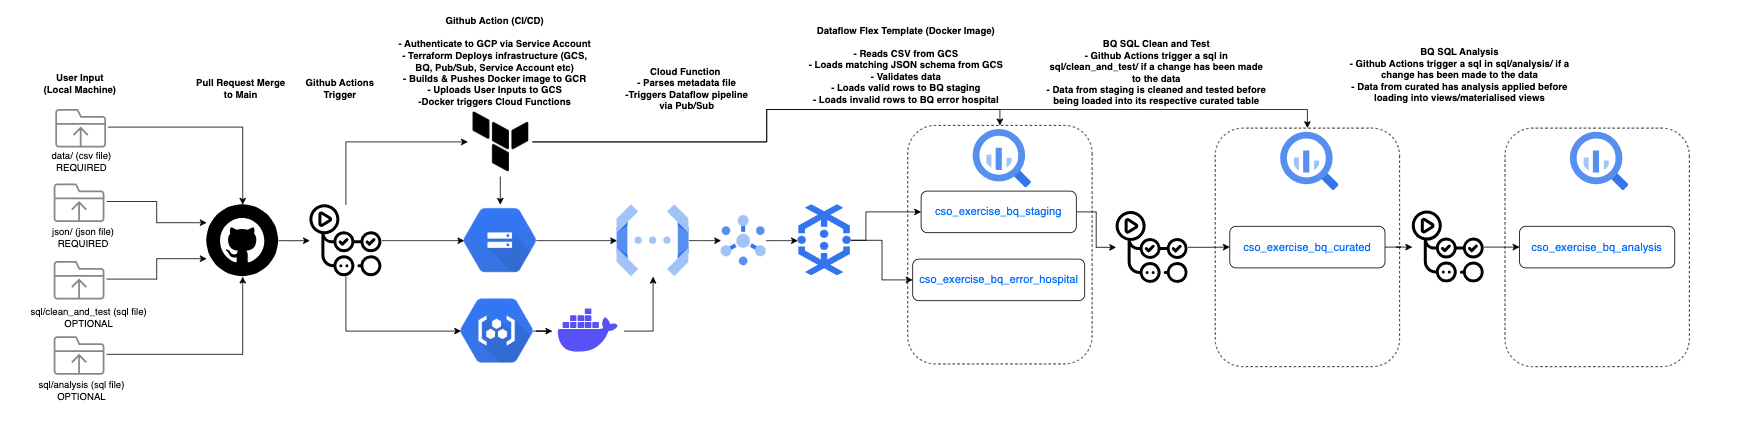 User Input
(Local Machine)
data/ (csv file)
REQUIRED
json/ (json file)
REQUIRED
sql/clean_and_test (sql file)
OPTIONAL
sql/analysis (sql file)
OPTIONAL
Pull Request Merge
to Main
Github Actions
Trigger
Github Action (CI/CD)
- Authenticate to GCP via Service Account
- Terraform Deploys infrastructure (GCS,
BQ, Pub/Sub, Service Account etc)
- Builds & Pushes Docker image to GCR
- Uploads User Inputs to GCS
-Docker triggers Cloud Functions
Cloud Function
- Parses metadata file
-Triggers Dataflow pipeline
via Pub/Sub
Dataflow Flex Template (Docker Image)
- Reads CSV from GCS
- Loads matching JSON schema from GCS
- Validates data
- Loads valid rows to BQ staging
- Loads invalid rows to BQ error hospital
cso_exercise_bq_staging
cso_exercise_bq_error_hospital
BQ SQL Clean and Test
- Github Actions trigger a sql in
sql/clean_and_test/ if a change has been made
to the data
- Data from staging is cleaned and tested before
being loaded into its respective curated table
cso_exercise_bq_curated
BQ SQL Analysis
- Github Actions trigger a sql in sql/analysis/ if a
change has been made to the data
- Data from curated has analysis applied before
loading into views/materialised views
cso_exercise_bq_analysis